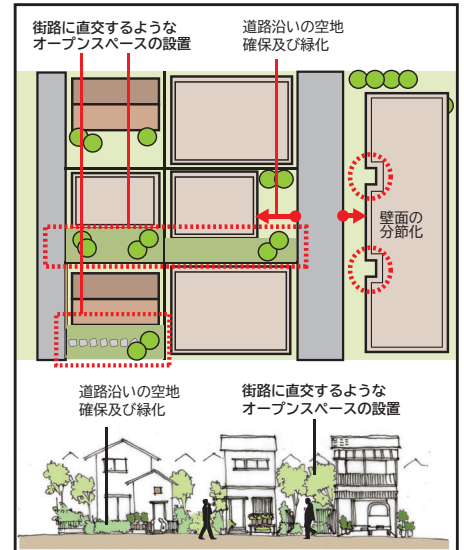 街路に直交するような
オープンスペースの設置
道路沿いの空地
確保及び緑化
壁面の
分節化
道路沿いの空地
確保及び緑化
街路に直交するような
オープンスペースの設置